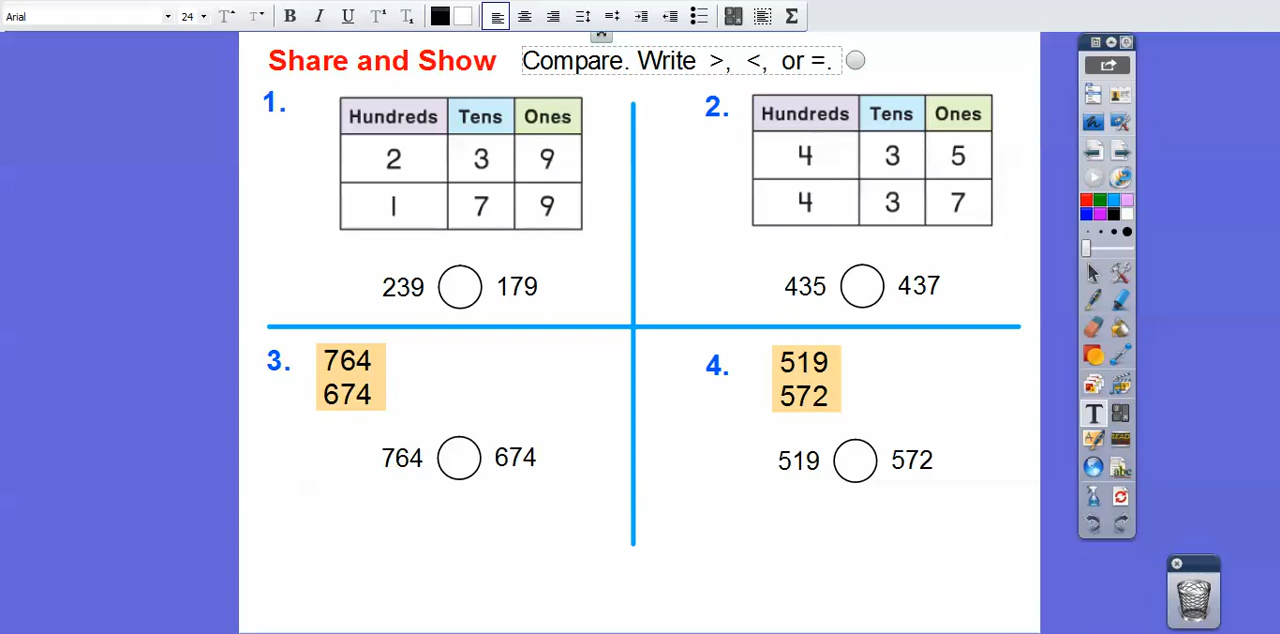 Arial 24 B I U T T
Share and Show Compare. Write >, <, or =.
1.
Hundreds Tens Ones
2 3 9
1 7 9
239 179
2.
Hundreds Tens Ones
4 3 5
4 3 7
435 437
3.
764
674
764 674
4.
519
572
519 572